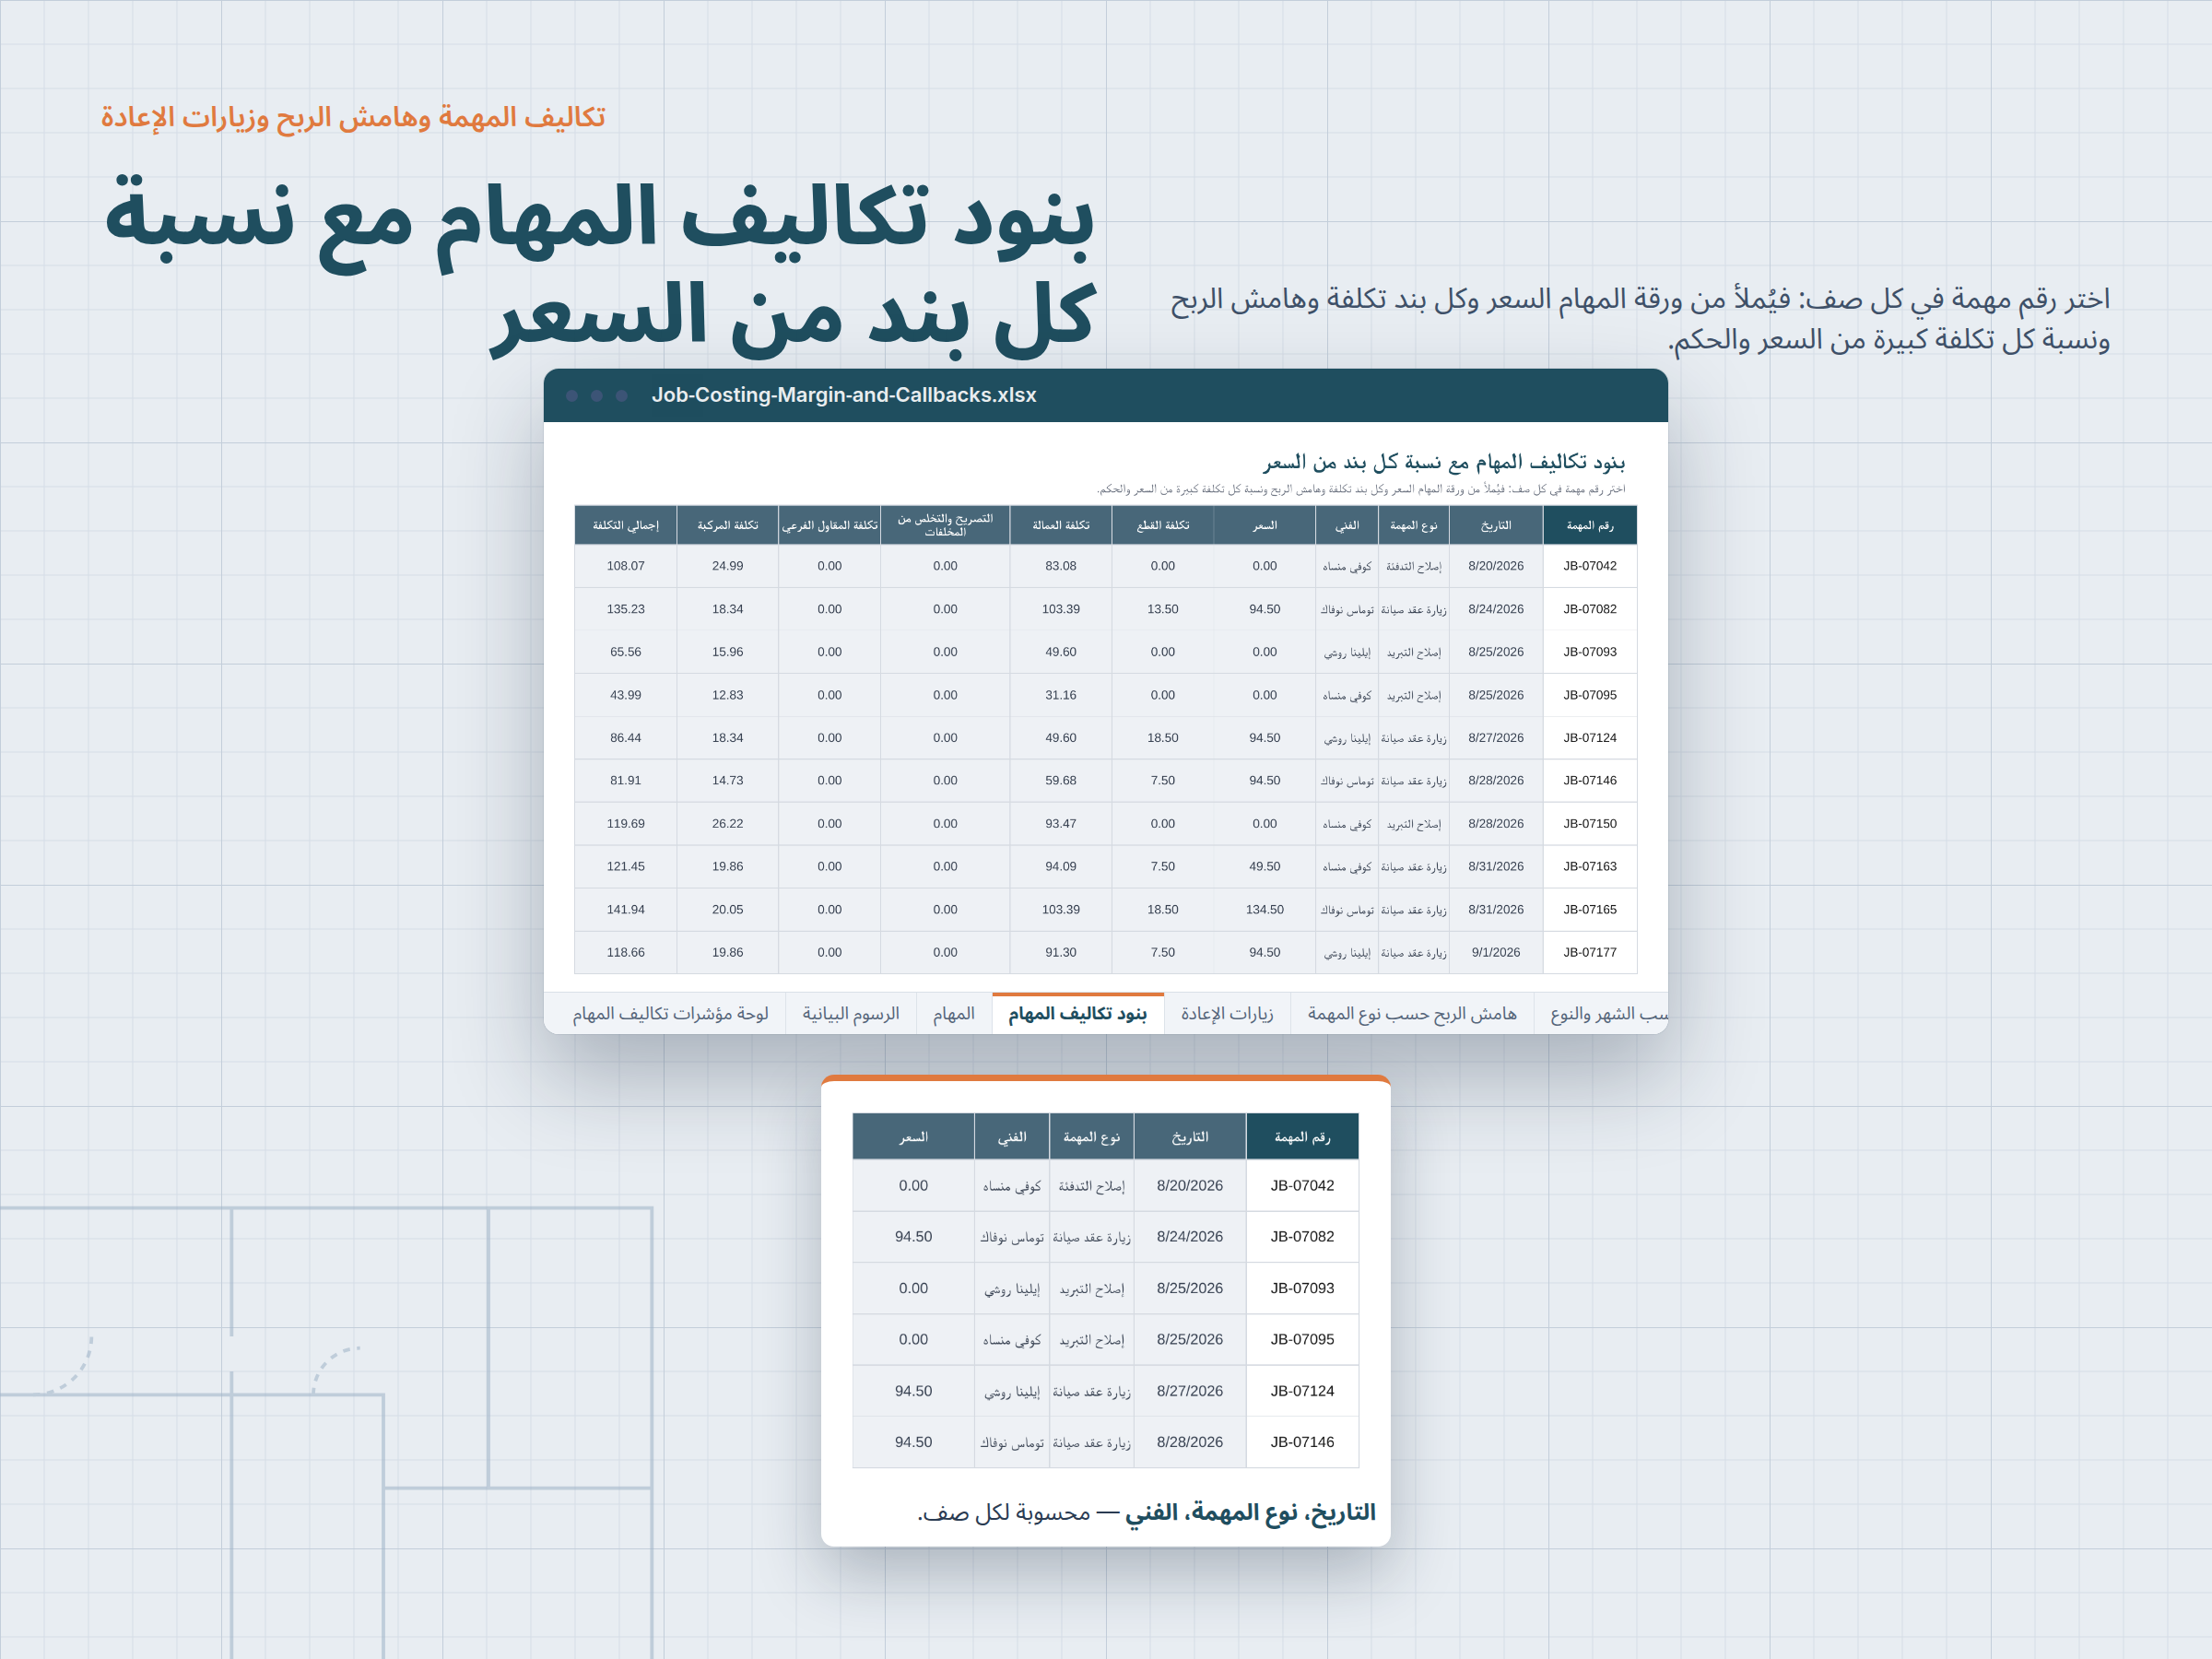 تكاليف المهمة وهامش الربح وزيارات الإعادة
بنود تكاليف المهام مع نسبة
كل بند من السعر
اختر رقم مهمة في كل صف: فيُملأ من ورقة المهام السعر وكل بند تكلفة وهامش الربح
ونسبة كل تكلفة كبيرة من السعر والحكم.
Job-Costing-Margin-and-Callbacks.xlsx
بنود تكاليف المهام مع نسبة كل بند من السعر
اختر رقم مهمة في كل صف: فيُملأ من ورقة المهام السعر وكل بند تكلفة وهامش الربح ونسبة كل تكلفة كبيرة من السعر والحكم.
رقم المهمة التاريخ نوع المهمة الفني السعر تكلفة القطع تكلفة العمالة التصريح والتخلص من المخلفات تكلفة المقاول الفرعي تكلفة المركبة إجمالي التكلفة
JB-07042 8/20/2026 إصلاح التدفئة كوفي منساه 0.00 0.00 83.08 0.00 0.00 24.99 108.07
JB-07082 8/24/2026 زيارة عقد صيانة توماس نوفاك 94.50 13.50 103.39 0.00 0.00 18.34 135.23
JB-07093 8/25/2026 إصلاح التبريد إيلينا روشي 0.00 0.00 49.60 0.00 0.00 15.96 65.56
JB-07095 8/25/2026 إصلاح التبريد كوفي منساه 0.00 0.00 31.16 0.00 0.00 12.83 43.99
JB-07124 8/27/2026 زيارة عقد صيانة إيلينا روشي 94.50 18.50 49.60 0.00 0.00 18.34 86.44
JB-07146 8/28/2026 زيارة عقد صيانة توماس نوفاك 94.50 7.50 59.68 0.00 0.00 14.73 81.91
JB-07150 8/28/2026 إصلاح التبريد كوفي منساه 0.00 0.00 93.47 0.00 0.00 26.22 119.69
JB-07163 8/31/2026 زيارة عقد صيانة كوفي منساه 49.50 7.50 94.09 0.00 0.00 19.86 121.45
JB-07165 8/31/2026 زيارة عقد صيانة توماس نوفاك 134.50 18.50 103.39 0.00 0.00 20.05 141.94
JB-07177 9/1/2026 زيارة عقد صيانة إيلينا روشي 94.50 7.50 91.30 0.00 0.00 19.86 118.66
لوحة مؤشرات تكاليف المهام الرسوم البيانية المهام بنود تكاليف المهام زيارات الإعادة هامش الربح حسب نوع المهمة الشهر والنوع
رقم المهمة التاريخ نوع المهمة الفني السعر
JB-07042 8/20/2026 إصلاح التدفئة كوفي منساه 0.00
JB-07082 8/24/2026 زيارة عقد صيانة توماس نوفاك 94.50
JB-07093 8/25/2026 إصلاح التبريد إيلينا روشي 0.00
JB-07095 8/25/2026 إصلاح التبريد كوفي منساه 0.00
JB-07124 8/27/2026 زيارة عقد صيانة إيلينا روشي 94.50
JB-07146 8/28/2026 زيارة عقد صيانة توماس نوفاك 94.50
التاريخ، نوع المهمة، الفني — محسوبة لكل صف.